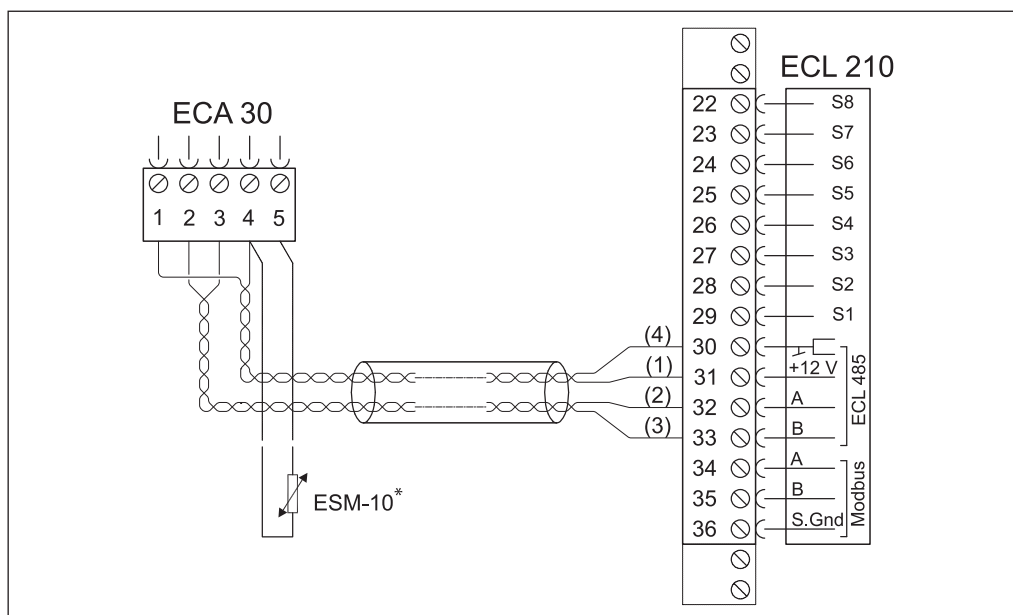 ECA 30
1 2 3 4 5
ESM-10*
ECL 210
22 S8
23 S7
24 S6
25 S5
26 S4
27 S3
28 S2
29 S1
(4) 30
(1) 31 +12 V
(2) 32 A
(3) 33 B
ECL 485
34 A
35 B
36 S.Gnd
Modbus